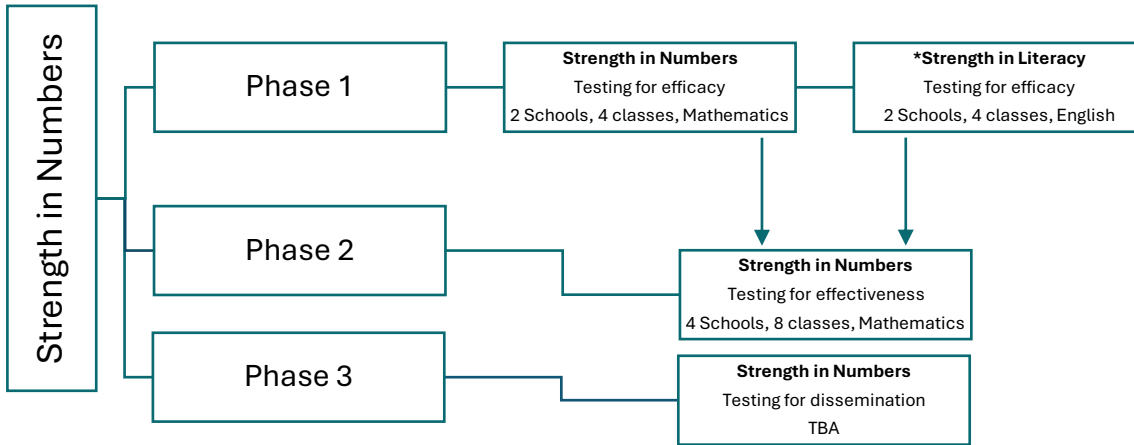 Strength in Numbers
Phase 1
Strength in Numbers
Testing for efficacy
2 Schools, 4 classes, Mathematics
*Strength in Literacy
Testing for efficacy
2 Schools, 4 classes, English
Phase 2
Strength in Numbers
Testing for effectiveness
4 Schools, 8 classes, Mathematics
Phase 3
Strength in Numbers
Testing for dissemination
TBA